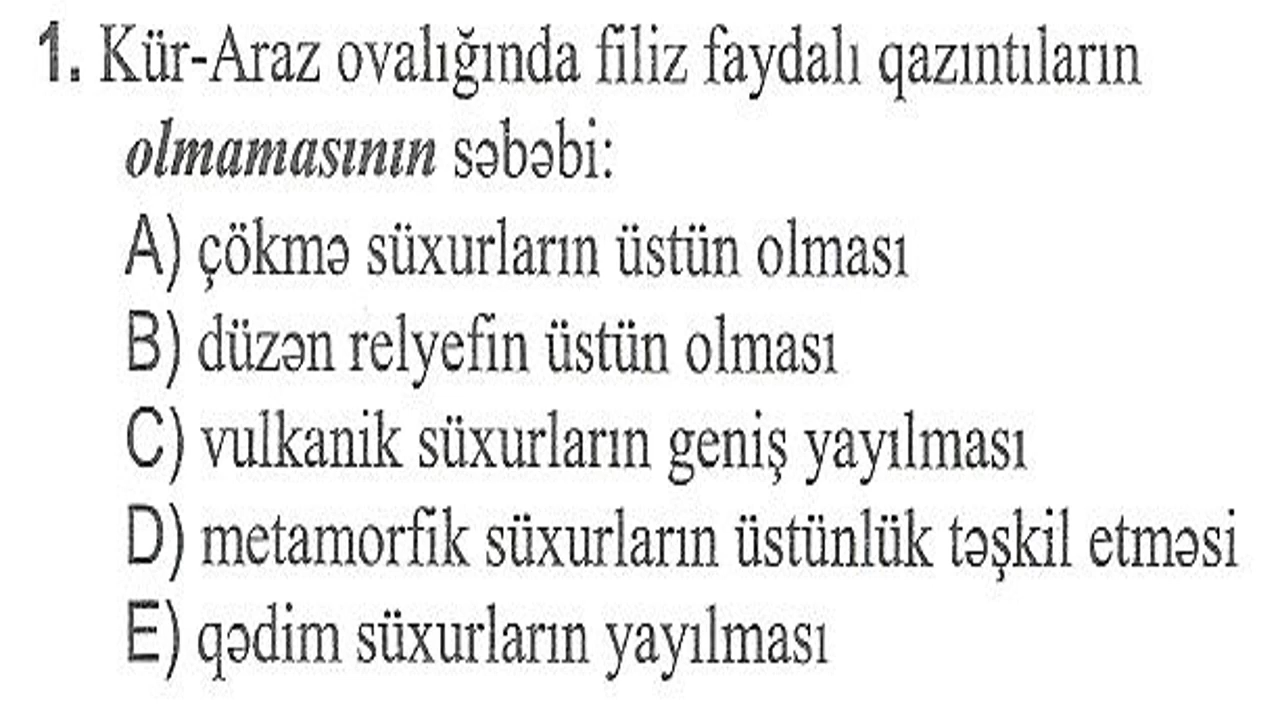 1. Kür-Araz ovalığında filiz faydalı qazıntıların
olmamasının səbəbi:
A) çökmə süxurların üstün olması
B) düzən relyefin üstün olması
C) vulkanik süxurların geniş yayılması
D) metamorfik süxurların üstünlük təşkil etməsi
E) qədim süxurların yayılması